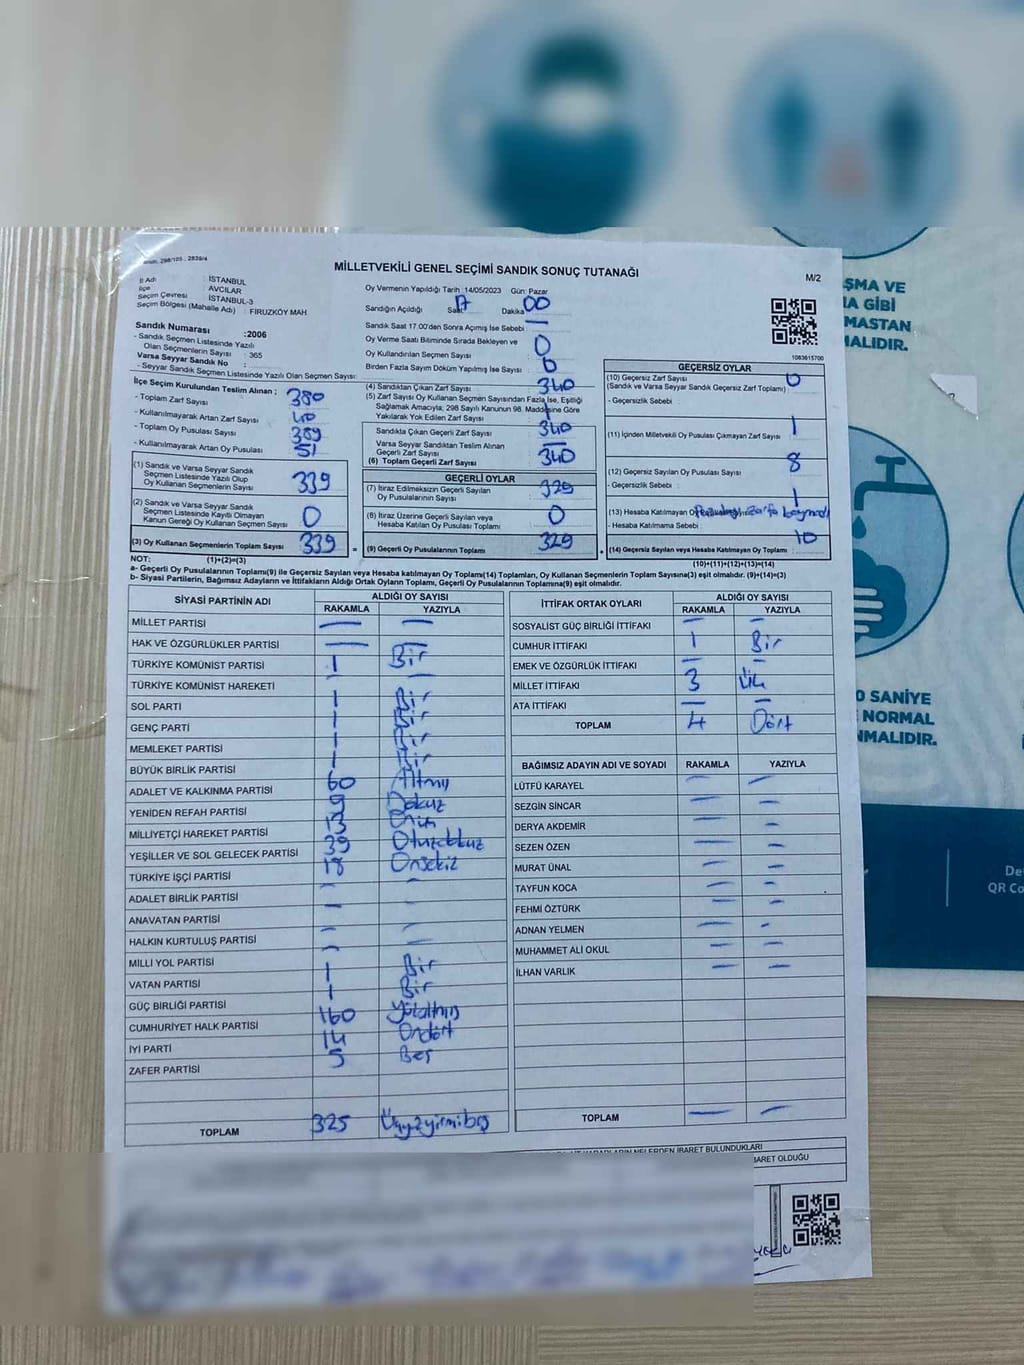 MİLLETVEKİLİ GENEL SEÇİMİ SANDIK SONUÇ TUTANAĞI
M/2
İl Adı : İSTANBUL
İlçe : AVCILAR
Seçim Çevresi : İSTANBUL-3
Seçim Bölgesi (Mahalle Adı) : FIRUZKÖY MAH
Oy Vermenin Yapıldığı Tarih :14/05/2023 Gün: Pazar
Sandığın Açıldığı Saat 17 Dakika 00
Sandık Saat 17.00'den Sonra Açımış İse Sebebi : —
Oy Verme Saati Bitiminde Sırada Bekleyen ve
Oy Kullandırılan Seçmen Sayısı : 0
Birden Fazla Sayım Döküm Yapılmış İse Sayısı :
1083615700
Sandık Numarası :2006
- Sandık Seçmen Listesinde Yazılı
Olan Seçmenlerin Sayısı : 365
Varsa Seyyar Sandık No :
- Seyyar Sandık Seçmen Listesinde Yazılı Olan Seçmen Sayısı:
İlçe Seçim Kurulundan Teslim Alınan ;
- Toplam Zarf Sayısı : 380
- Kullanılmayarak Artan Zarf Sayısı : 40
- Toplam Oy Pusulası Sayısı : 389
- Kullanılmayarak Artan Oy Pusulası : 51
(1) Sandık ve Varsa Seyyar Sandık
Seçmen Listesinde Yazılı Olup
Oy Kullanan Seçmenlerin Sayısı 339
(2) Sandık ve Varsa Seyyar Sandık
Seçmen Listesinde Kayıtlı Olmayan
Kanun Gereği Oy Kullanan Seçmen Sayısı 0
(3) Oy Kullanan Seçmenlerin Toplam Sayısı 339
(1)+(2)=(3)
(4) Sandıktan Çıkan Zarf Sayısı : 340
(5) Zarf Sayısı Oy Kullanan Seçmen Sayısından Fazla İse, Eşitliği
Sağlamak Amacıyla; 298 Sayılı Kanunun 98. Maddesine Göre
Yakılarak Yok Edilen Zarf Sayısı : 1
Sandıkta Çıkan Geçerli Zarf Sayısı : 340
Varsa Seyyar Sandıktan Teslim Alınan
Geçerli Zarf Sayısı : —
(6) Toplam Geçerli Zarf Sayısı : 340
GEÇERLİ OYLAR
(7) İtiraz Edilmeksizin Geçerli Sayılan
Oy Pusulalarının Sayısı : 329
(8) İtiraz Üzerine Geçerli Sayılan veya
Hesaba Katılan Oy Pusulası Toplamı : 0
(9) Geçerli Oy Pusulalarının Toplamı : 329
GEÇERSİZ OYLAR
(10) Geçersiz Zarf Sayısı : 0
(Sandık ve Varsa Seyyar Sandık Geçersiz Zarf Toplamı)
- Geçersizlik Sebebi :
(11) İçinden Milletvekili Oy Pusulası Çıkmayan Zarf Sayısı : 1
(12) Geçersiz Sayılan Oy Pusulası Sayısı : 8
- Geçersizlik Sebebi :
(13) Hesaba Katılmayan 1
- Hesaba Katılmama Sebebi :
(14) Geçersiz Sayılan veya Hesaba Katılmayan Oy Toplamı : 10
(10)+(11)+(12)+(13)=(14)
NOT:
a- Geçerli Oy Pusulalarının Toplamı(9) ile Geçersiz Sayılan veya Hesaba katılmayan Oy Toplamı(14) Toplamları, Oy Kullanan Seçmenlerin Toplam Sayısına(3) eşit olmalıdır. (9)+(14)=(3)
b- Siyasi Partilerin, Bağımsız Adayların ve İttifakların Aldığı Ortak Oyların Toplamı, Geçerli Oy Pusulalarının Toplamına(9) eşit olmalıdır.
SİYASİ PARTİNİN ADI ALDIĞI OY SAYISI
RAKAMLA YAZIYLA
MİLLET PARTİSİ — —
HAK VE ÖZGÜRLÜKLER PARTİSİ — —
TÜRKİYE KOMÜNİST PARTİSİ 1 Bir
TÜRKİYE KOMÜNİST HAREKETİ —
SOL PARTİ 1 Bir
GENÇ PARTİ 1 Bir
MEMLEKET PARTİSİ 1 Bir
BÜYÜK BİRLİK PARTİSİ 1 Bir
ADALET VE KALKINMA PARTİSİ 60 Altmış
YENİDEN REFAH PARTİSİ 9 Dokuz
MİLLİYETÇİ HAREKET PARTİSİ 13 Onüç
YEŞİLLER VE SOL GELECEK PARTİSİ 39 Otuzdokuz
TÜRKİYE İŞÇİ PARTİSİ 18 Onsekiz
ADALET BİRLİK PARTİSİ — —
ANAVATAN PARTİSİ — —
HALKIN KURTULUŞ PARTİSİ — —
MİLLİ YOL PARTİSİ — —
VATAN PARTİSİ 1 Bir
GÜÇ BİRLİĞİ PARTİSİ 1 Bir
CUMHURİYET HALK PARTİSİ 160 Yüzaltmış
İYİ PARTİ 14 Ondört
ZAFER PARTİSİ 5 Beş
TOPLAM 325 Üçyüzyirmibeş
İTTİFAK ORTAK OYLARI ALDIĞI OY SAYISI
RAKAMLA YAZIYLA
SOSYALİST GÜÇ BİRLİĞİ İTTİFAKI — —
CUMHUR İTTİFAKI 1 Bir
EMEK VE ÖZGÜRLÜK İTTİFAKI — —
MİLLET İTTİFAKI 3 Üç
ATA İTTİFAKI — —
TOPLAM 4 Dört
BAĞIMSIZ ADAYIN ADI VE SOYADI RAKAMLA YAZIYLA
LÜTFÜ KARAYEL — —
SEZGİN SİNCAR — —
DERYA AKDEMİR — —
SEZEN ÖZEN — —
MURAT ÜNAL — —
TAYFUN KOCA — —
FEHMİ ÖZTÜRK — —
ADNAN YELMEN — —
MUHAMMET ALİ OKUL — —
İLHAN VARLIK — —
TOPLAM — —
NELERDEN İBARET BULUNDUKLARI
BARET OLDUĞU
ŞMA VE
IA GİBİ
MASTAN
IALIDIR.
0 SANİYE
NORMAL
NMALIDIR.
De
QR Co